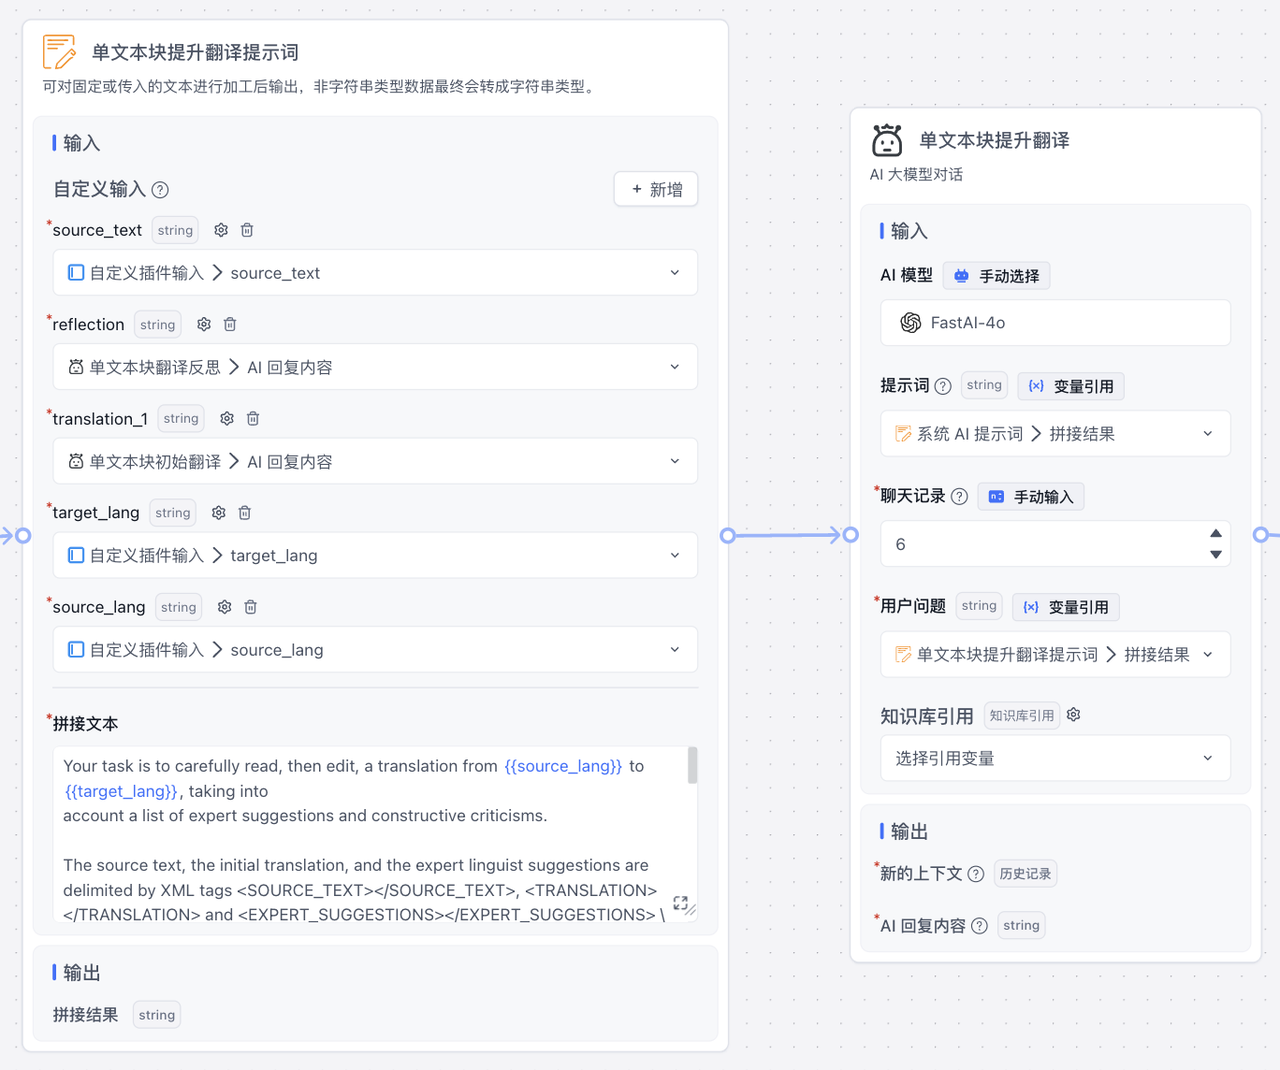 单文本块提升翻译提示词
可对固定或传入的文本进行加工后输出，非字符串类型数据最终会转成字符串类型。
输入
自定义输入 ? + 新增
*source_text string
自定义插件输入 > source_text
*reflection string
单文本块翻译反思 > AI 回复内容
*translation_1 string
单文本块初始翻译 > AI 回复内容
*target_lang string
自定义插件输入 > target_lang
*source_lang string
自定义插件输入 > source_lang
*拼接文本
Your task is to carefully read, then edit, a translation from {{source_lang}} to
{{target_lang}}, taking into
account a list of expert suggestions and constructive criticisms.
The source text, the initial translation, and the expert linguist suggestions are
delimited by XML tags <SOURCE_TEXT></SOURCE_TEXT>, <TRANSLATION>
</TRANSLATION> and <EXPERT_SUGGESTIONS></EXPERT_SUGGESTIONS> \
输出
拼接结果 string
单文本块提升翻译
AI 大模型对话
输入
AI 模型 手动选择
FastAI-4o
提示词 ? string {x} 变量引用
系统 AI 提示词 > 拼接结果
*聊天记录 ? 手动输入
6
*用户问题 string {x} 变量引用
单文本块提升翻译提示词 > 拼接结果
知识库引用 知识库引用
选择引用变量
输出
*新的上下文 ? 历史记录
*AI 回复内容 ? string